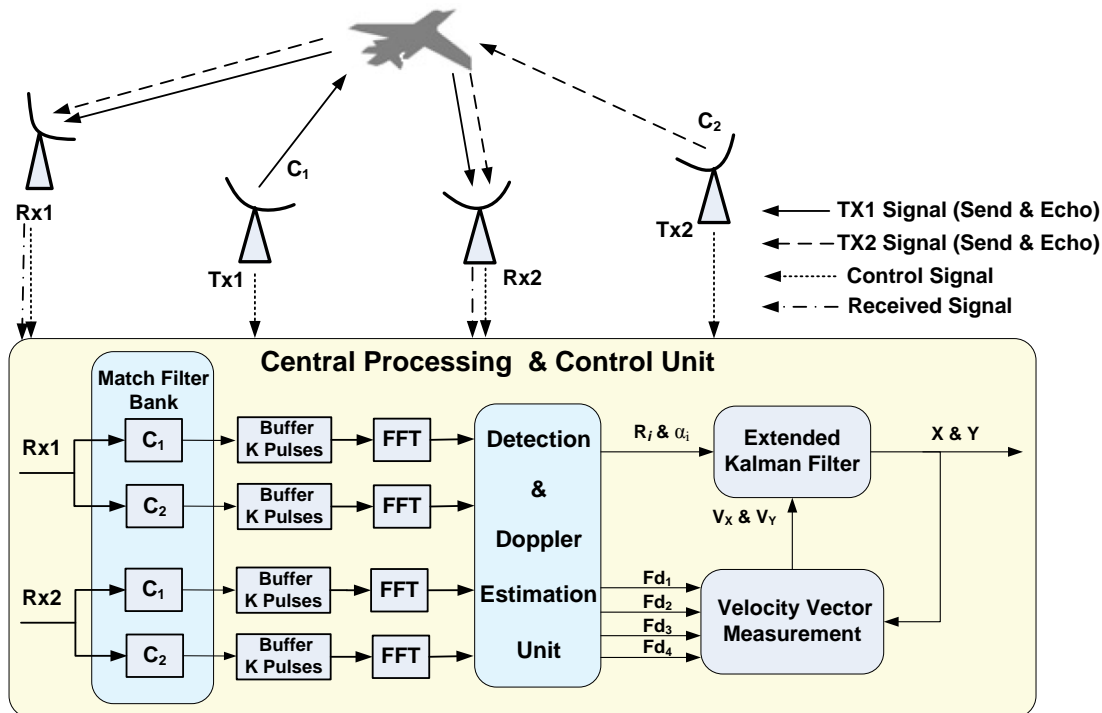 C₁
C₂
Rx1
Tx1
Rx2
Tx2
TX1 Signal (Send & Echo)
TX2 Signal (Send & Echo)
Control Signal
Received Signal
Central Processing & Control Unit
Match Filter
Bank
Rx1
C₁
Buffer
K Pulses
FFT
C₂
Buffer
K Pulses
FFT
Rx2
C₁
Buffer
K Pulses
FFT
C₂
Buffer
K Pulses
FFT
Detection
&
Doppler
Estimation
Unit
Rᵢ & αᵢ
Extended
Kalman Filter
X & Y
V_X & V_Y
Fd₁
Fd₂
Fd₃
Fd₄
Velocity Vector
Measurement